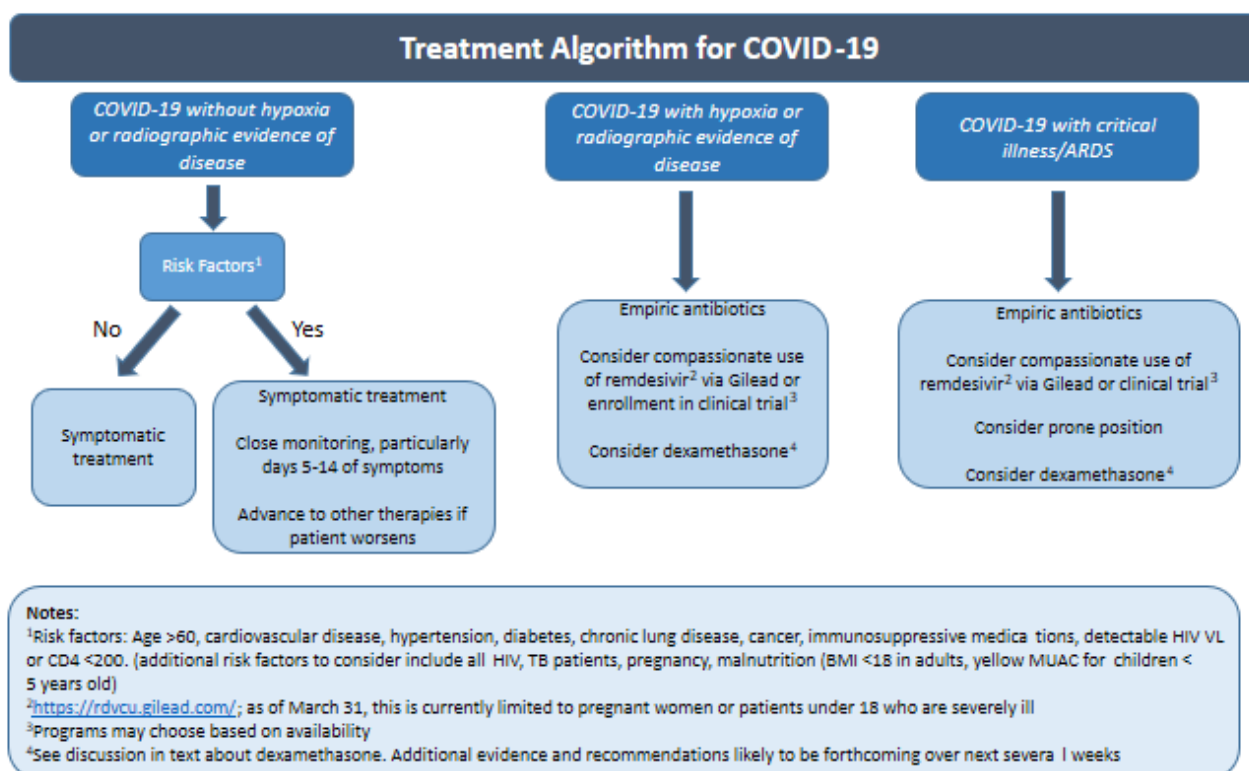 Treatment Algorithm for COVID-19
COVID-19 without hypoxia
or radiographic evidence of
disease
Risk Factors¹
No
Yes
Symptomatic
treatment
Symptomatic treatment
Close monitoring, particularly
days 5-14 of symptoms
Advance to other therapies if
patient worsens
COVID-19 with hypoxia or
radiographic evidence of
disease
Empiric antibiotics
Consider compassionate use
of remdesivir² via Gilead or
enrollment in clinical trial³
Consider dexamethasone⁴
COVID-19 with critical
illness/ARDS
Empiric antibiotics
Consider compassionate use of
remdesivir² via Gilead or clinical trial³
Consider prone position
Consider dexamethasone⁴
Notes:
¹Risk factors: Age >60, cardiovascular disease, hypertension, diabetes, chronic lung disease, cancer, immunosuppressive medica tions, detectable HIV VL
or CD4 <200. (additional risk factors to consider include all HIV, TB patients, pregnancy, malnutrition (BMI <18 in adults, yellow MUAC for children <
5 years old)
²https://rdvcu.gilead.com/; as of March 31, this is currently limited to pregnant women or patients under 18 who are severely ill
³Programs may choose based on availability
⁴See discussion in text about dexamethasone. Additional evidence and recommendations likely to be forthcoming over next severa l weeks